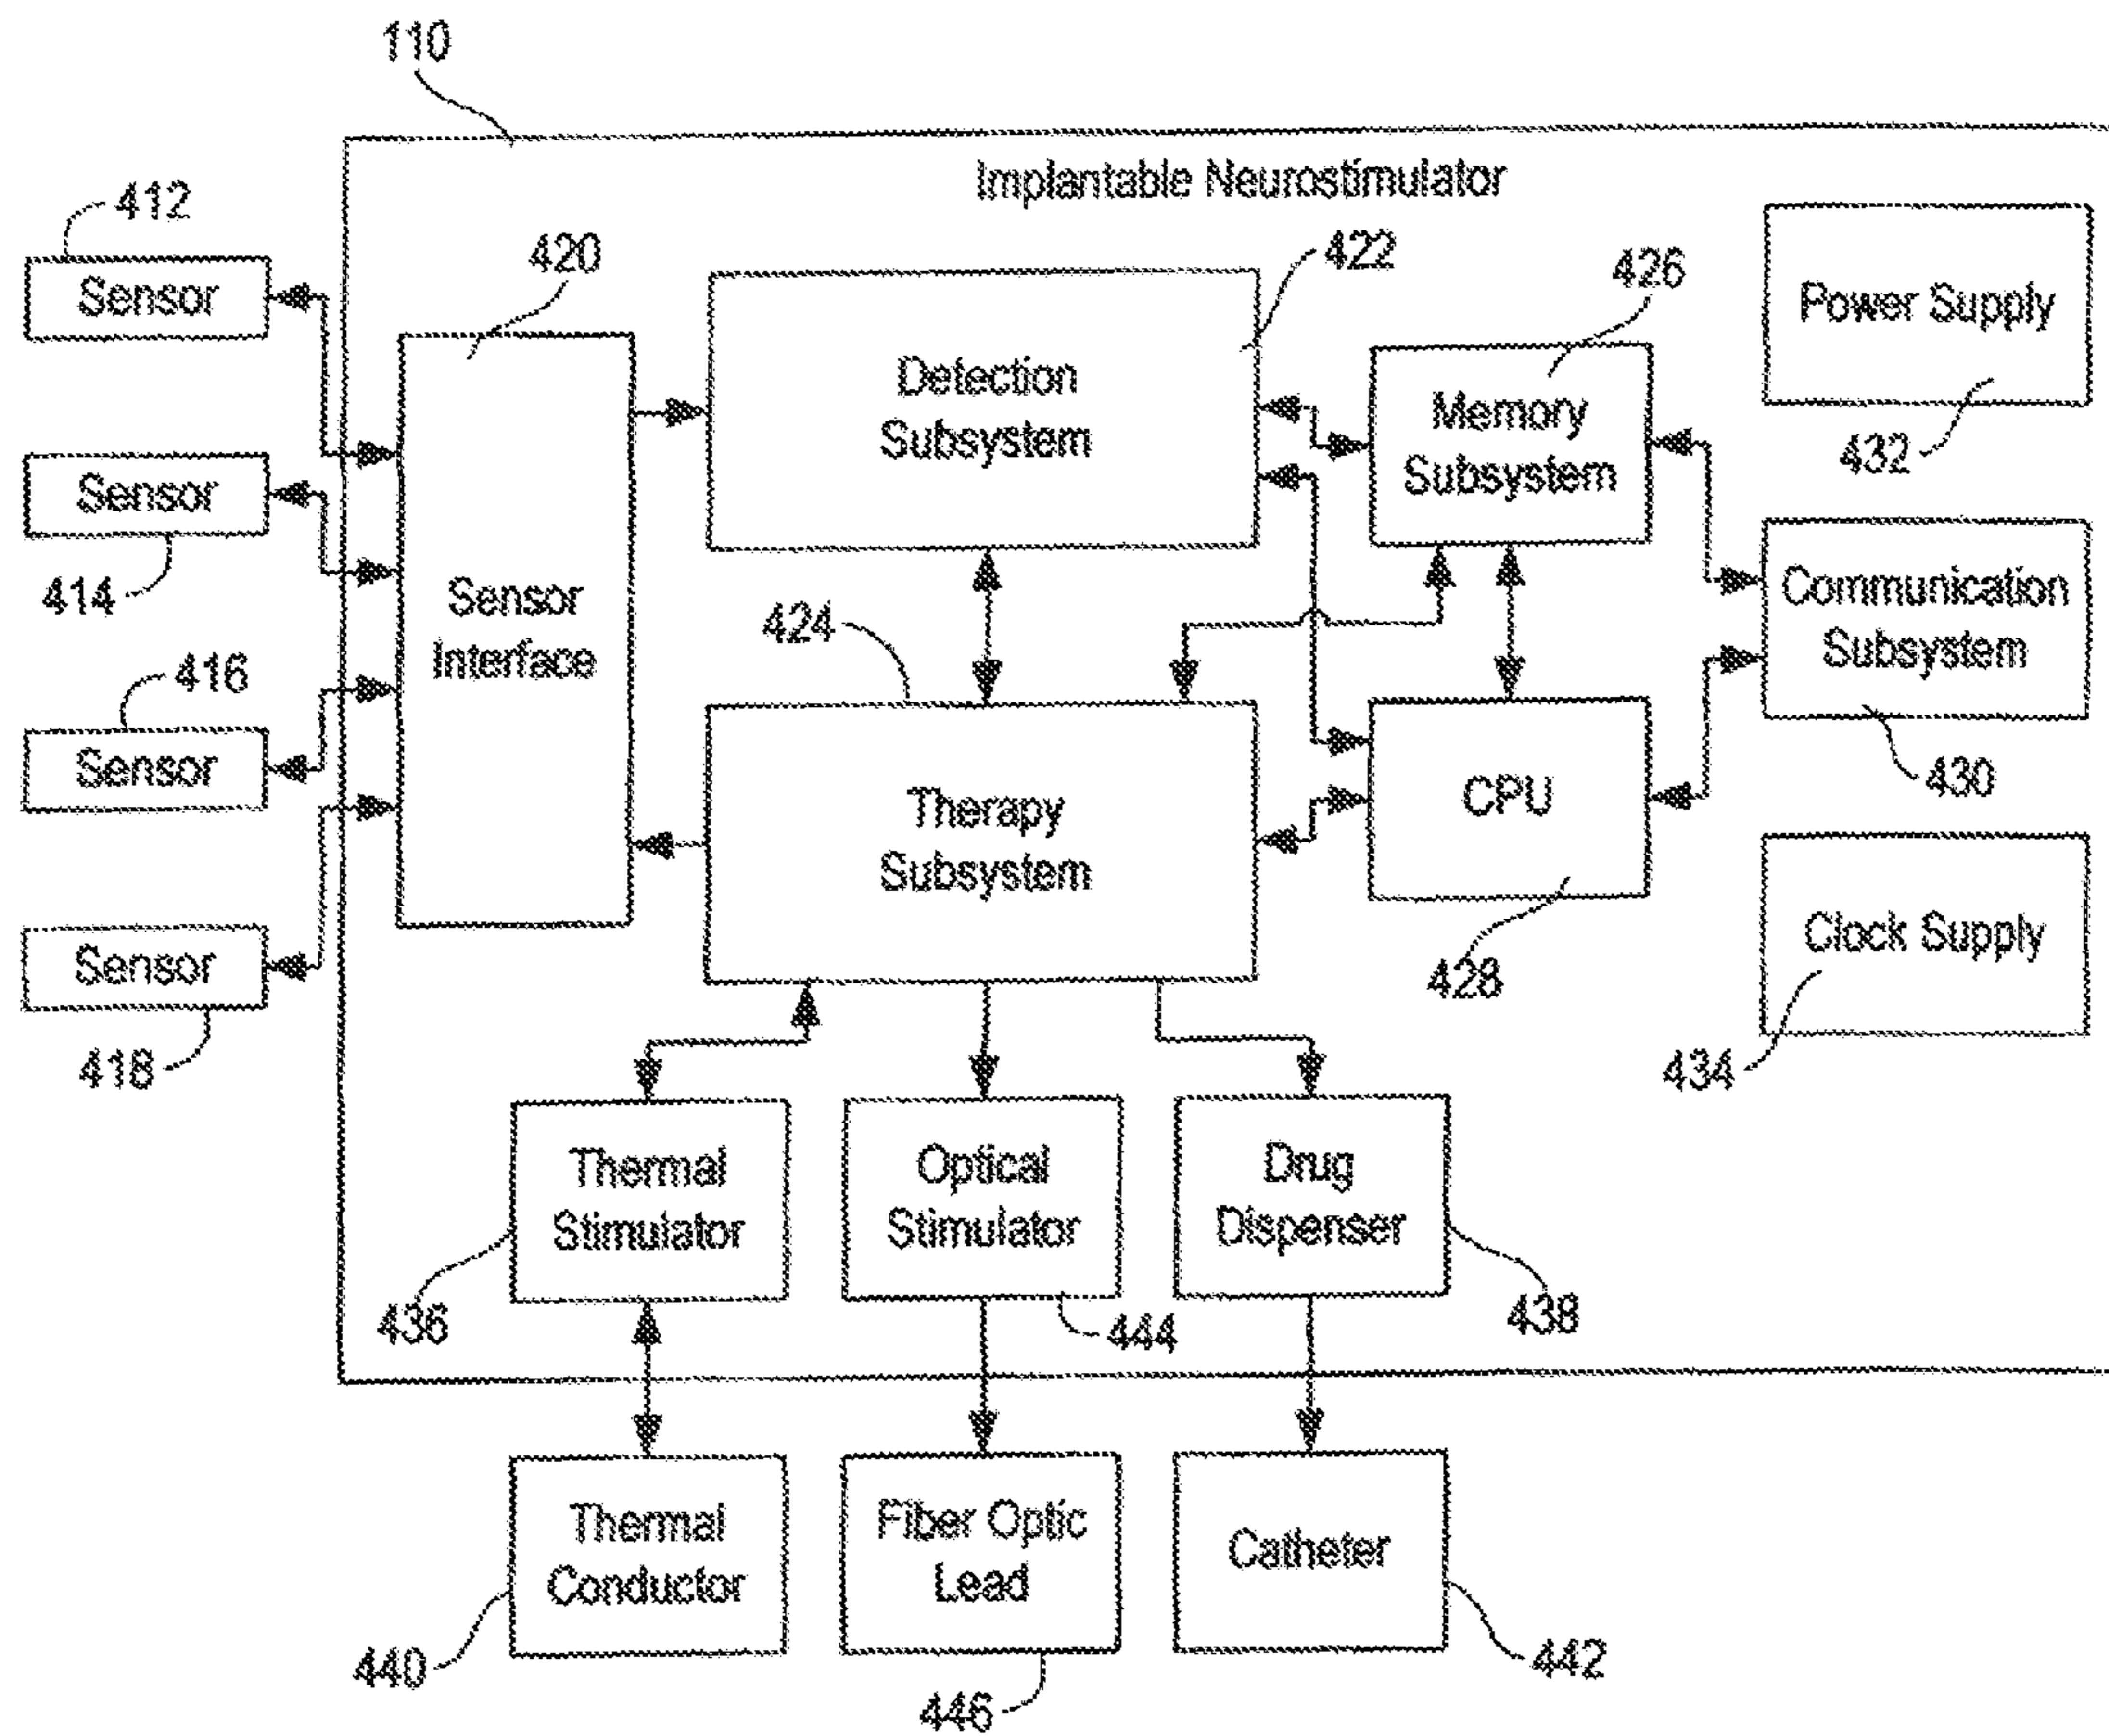 110
Implantable Neurostimulator
412
Sensor
420
422
426
Power Supply
432
Detection
Subsystem
Memory
Subsystem
Sensor
414
Sensor
Interface
424
Communication
Subsystem
430
416
Sensor
Therapy
Subsystem
CPU
428
Sensor
418
Clock Supply
434
Thermal
Stimulator
436
Optical
Stimulator
444
Drug
Dispenser
438
Thermal
Conductor
440
Fiber Optic
Lead
446
Catheter
442